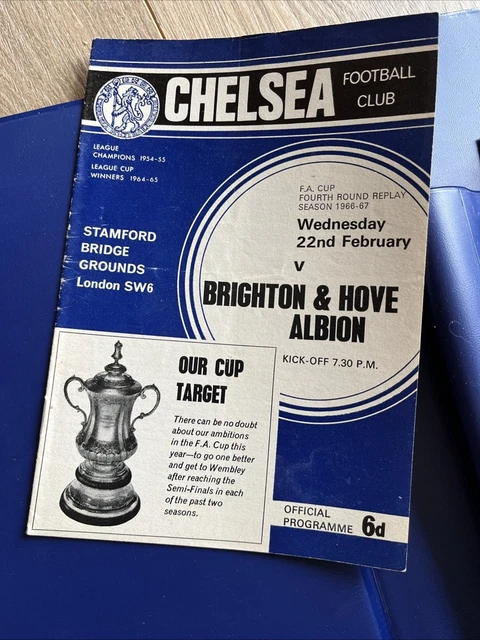 CHELSEA
FOOTBALL
CLUB
LEAGUE
CHAMPIONS 1954-55
LEAGUE CUP
WINNERS 1964-65
F.A. CUP
FOURTH ROUND REPLAY
SEASON 1966-67
Wednesday
22nd February
v
BRIGHTON & HOVE
ALBION
KICK-OFF 7.30 P.M.
STAMFORD
BRIDGE
GROUNDS
London SW6
OUR CUP
TARGET
There can be no doubt
about our ambitions
in the F.A. Cup this
year—to go one better
and get to Wembley
after reaching the
Semi-Finals in each
of the past two
seasons.
OFFICIAL
PROGRAMME 6d